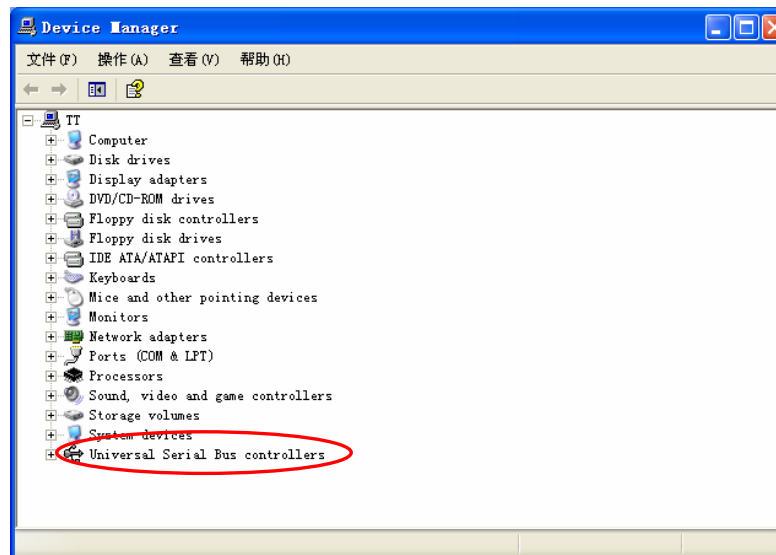 Device Manager
文件(F) 操作(A) 查看(V) 帮助(H)
TT
Computer
Disk drives
Display adapters
DVD/CD-ROM drives
Floppy disk controllers
Floppy disk drives
IDE ATA/ATAPI controllers
Keyboards
Mice and other pointing devices
Monitors
Network adapters
Ports (COM & LPT)
Processors
Sound, video and game controllers
Storage volumes
System devices
Universal Serial Bus controllers